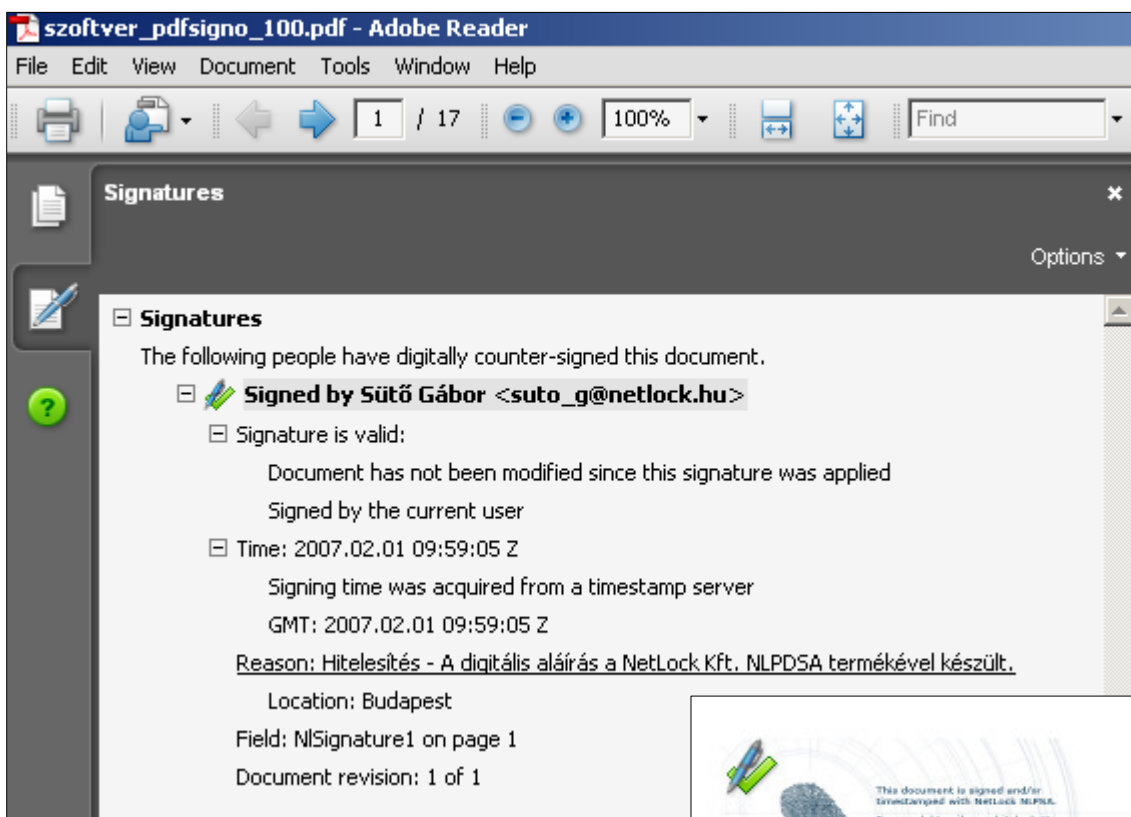 szoftver_pdfsigno_100.pdf - Adobe Reader
File Edit View Document Tools Window Help
1 / 17 100% Find
Signatures
Options
Signatures
The following people have digitally counter-signed this document.
Signed by Sütő Gábor <suto_g@netlock.hu>
Signature is valid:
Document has not been modified since this signature was applied
Signed by the current user
Time: 2007.02.01 09:59:05 Z
Signing time was acquired from a timestamp server
GMT: 2007.02.01 09:59:05 Z
Reason: Hitelesítés - A digitális aláírás a NetLock Kft. NLPDSA termékével készült.
Location: Budapest
Field: NlSignature1 on page 1
Document revision: 1 of 1
This document is signed and/or
timestamped with NetLock